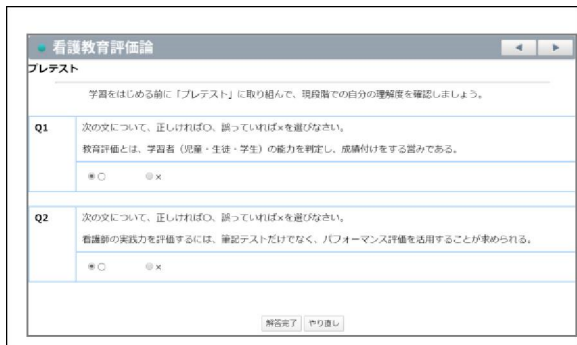 看護教育評価論
プレテスト
学習をはじめる前に「プレテスト」に取り組んで、現段階での自分の理解度を確認しましょう。
Q1
次の文について、正しければ○、誤っていれば×を選びなさい。
教育評価とは、学習者（児童・生徒・学生）の能力を判定し、成績付けをする営みである。
○ ×
Q2
次の文について、正しければ○、誤っていれば×を選びなさい。
看護師の実践力を評価するには、筆記テストだけでなく、パフォーマンス評価を活用することが求められる。
○ ×
解答完了 やり直し